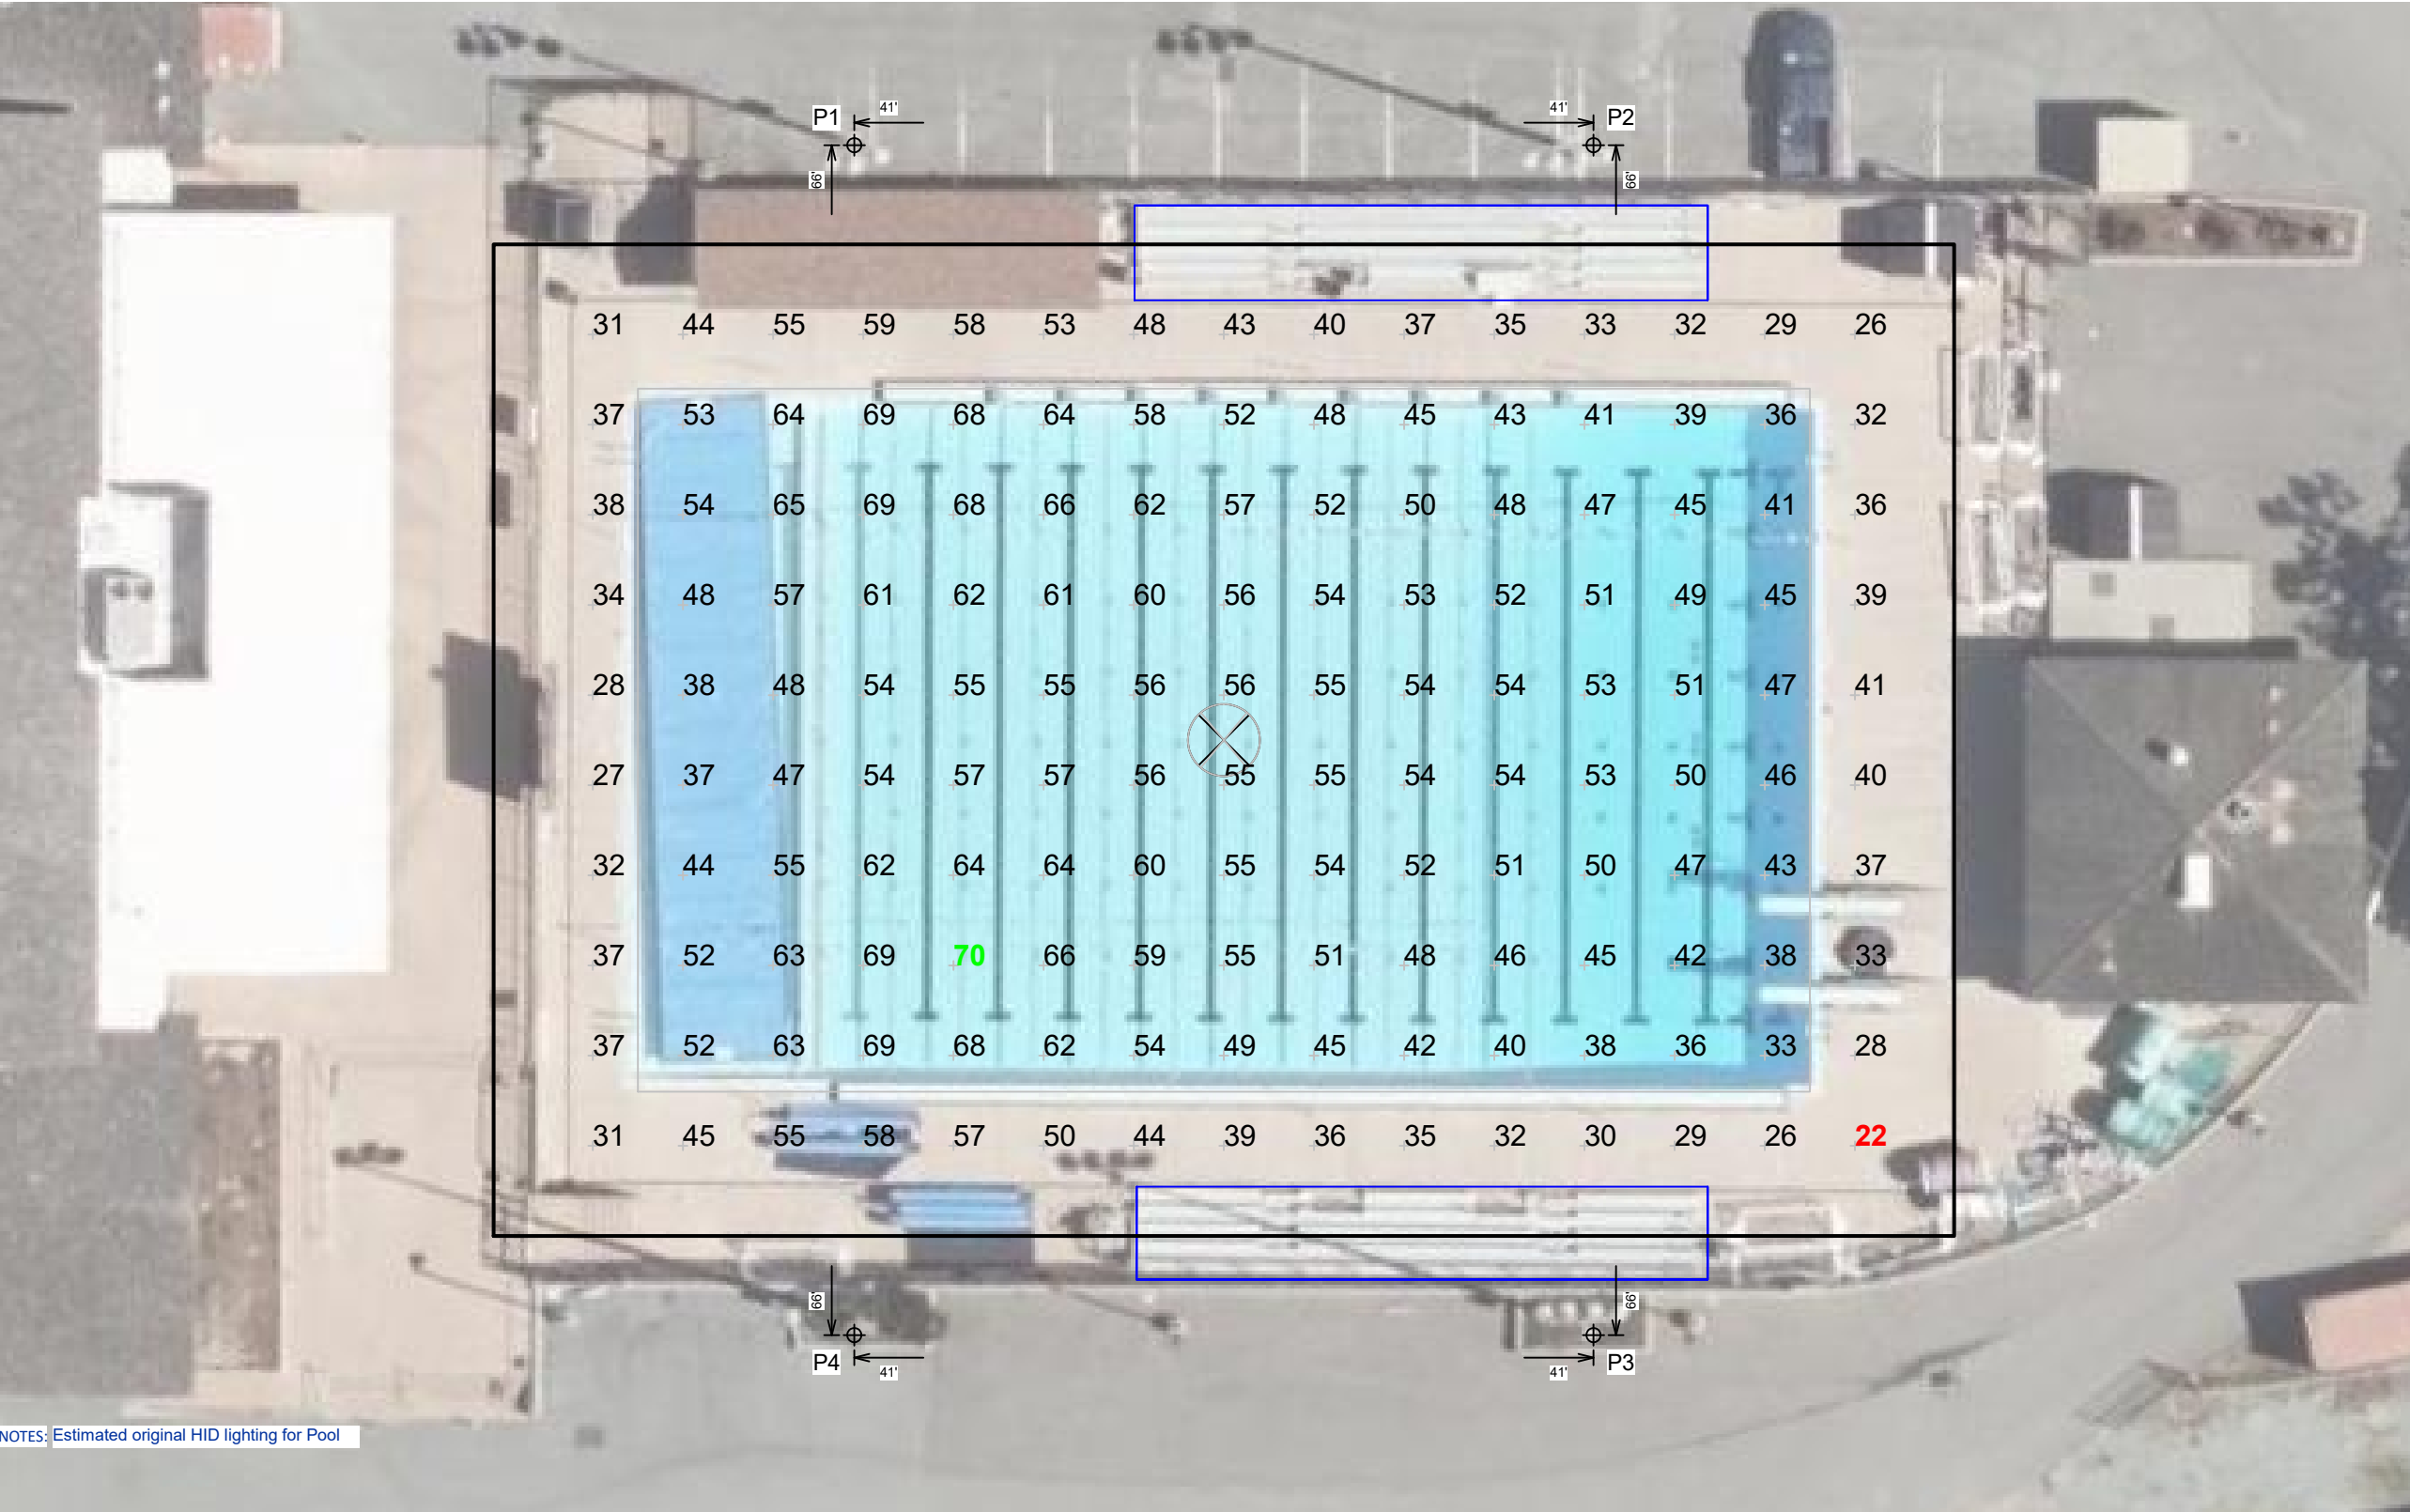 P1 41' 41' P2
66' 66'
31 44 55 59 58 53 48 43 40 37 35 33 32 29 26
37 53 64 69 68 64 58 52 48 45 43 41 39 36 32
38 54 65 69 68 66 62 57 52 50 48 47 45 41 36
34 48 57 61 62 61 60 56 54 53 52 51 49 45 39
28 38 48 54 55 55 56 56 55 54 54 53 51 47 41
27 37 47 54 57 57 56 55 55 54 54 53 50 46 40
32 44 55 62 64 64 60 55 54 52 51 50 47 43 37
37 52 63 69 70 66 59 55 51 48 46 45 42 38 33
37 52 63 69 68 62 54 49 45 42 40 38 36 33 28
31 45 55 58 57 50 44 39 36 35 32 30 29 26 22
66' 66'
P4 41' 41' P3
NOTES: Estimated original HID lighting for Pool